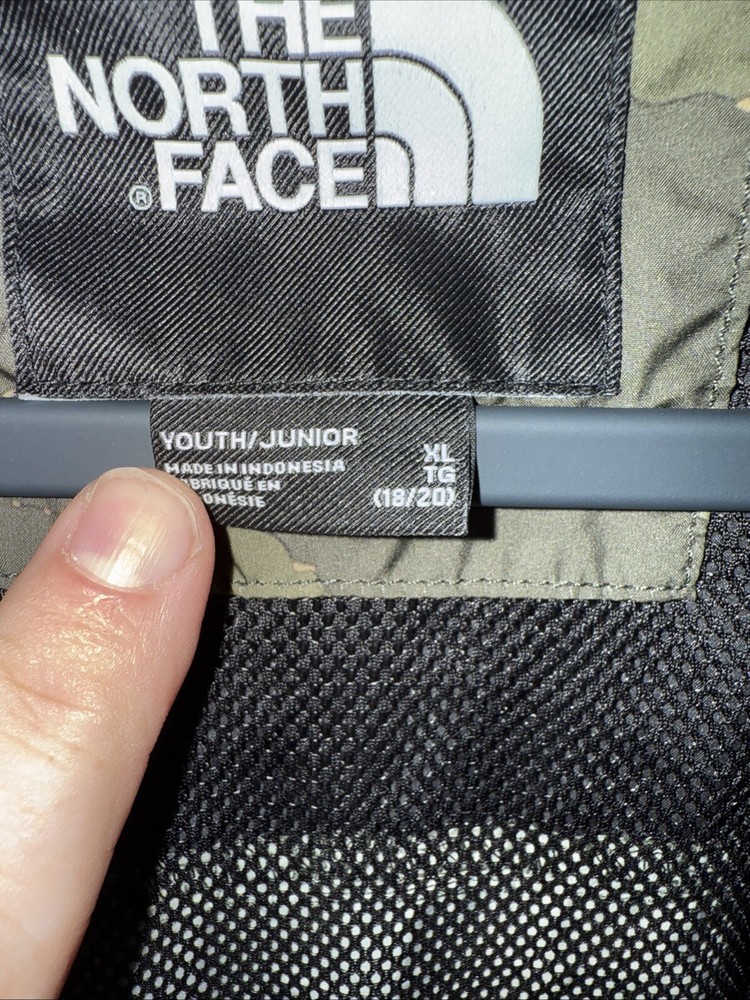 THE
NORTH
FACE
®
YOUTH/JUNIOR
MADE IN INDONESIA
EN
XL
TG
(18/20)